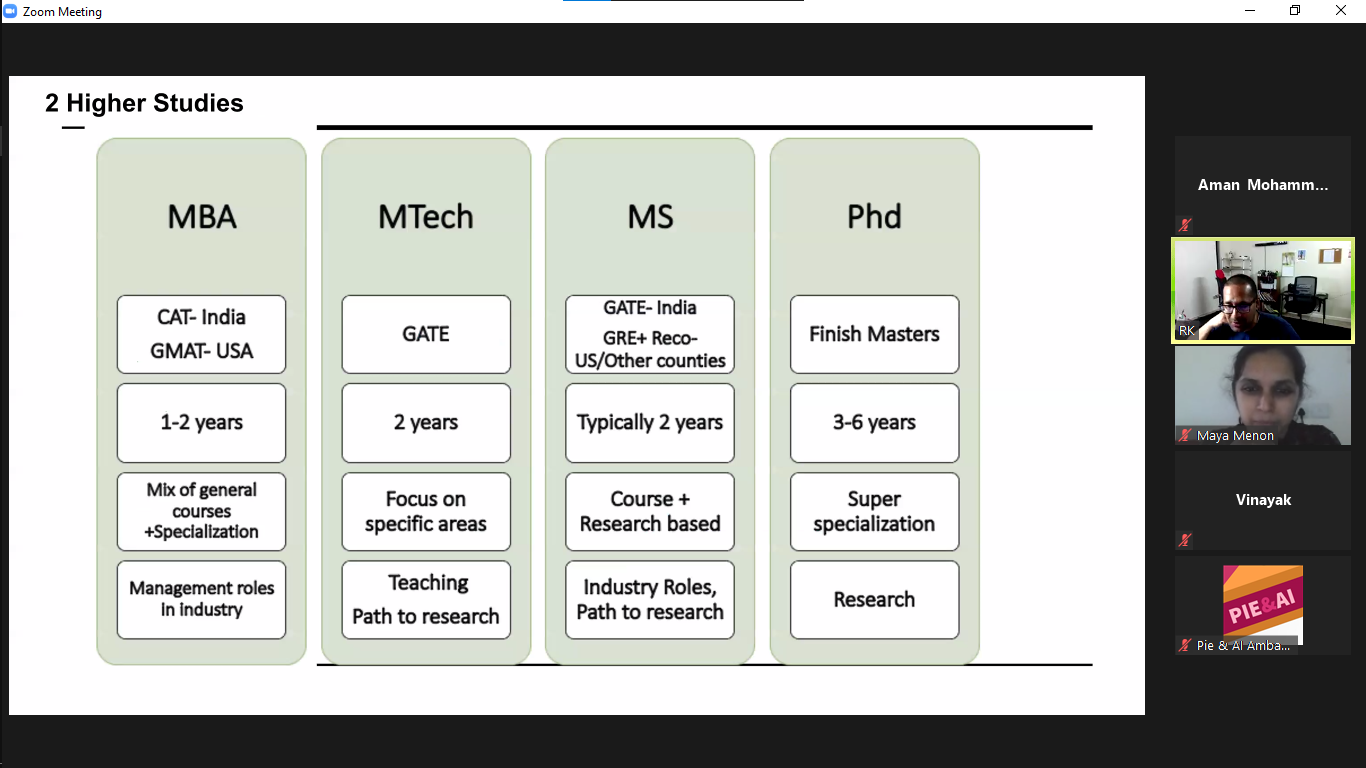 Zoom Meeting
2 Higher Studies
MBA
CAT- India
GMAT- USA
1-2 years
Mix of general
courses
+Specialization
Management roles
in industry
MTech
GATE
2 years
Focus on
specific areas
Teaching
Path to research
MS
GATE- India
GRE+ Reco-
US/Other counties
Typically 2 years
Course +
Research based
Industry Roles,
Path to research
Phd
Finish Masters
3-6 years
Super
specialization
Research
Aman Mohamm...
RK
Maya Menon
Vinayak
PIE&AI
Pie & AI Amba...